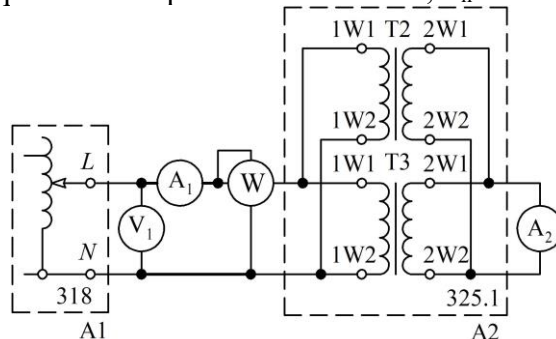 1W1 T2 2W1
1W2 2W2
1W1 T3 2W1
L A₁ W
V₁ A₂
N 1W2 2W2
318 325.1
A1 A2